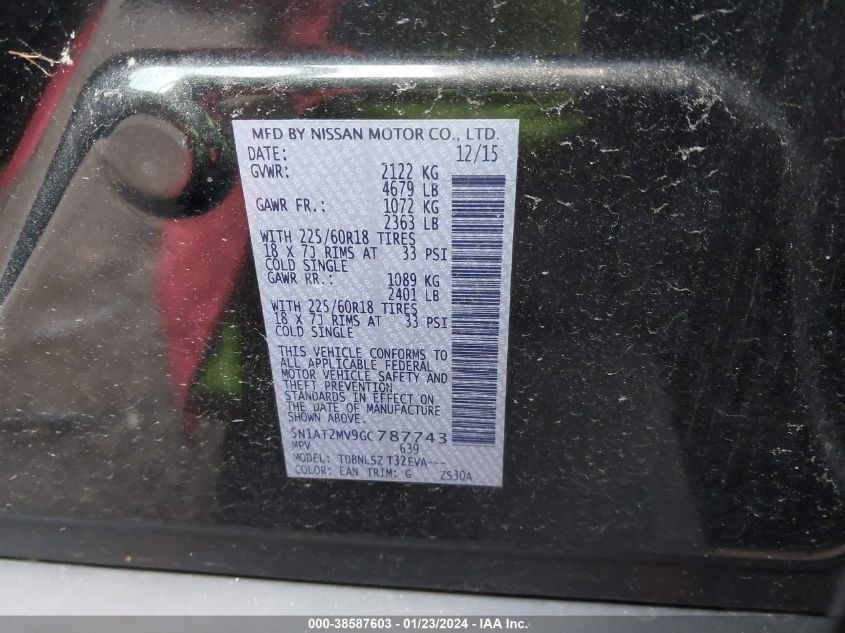 MFD BY NISSAN MOTOR CO., LTD.
DATE: 12/15
GVWR: 2122 KG
4679 LB
GAWR FR.: 1072 KG
2363 LB
WITH 225/60R18 TIRES
18 X 7J RIMS AT 33 PSI
COLD SINGLE
GAWR RR.: 1089 KG
2401 LB
WITH 225/60R18 TIRES
18 X 7J RIMS AT 33 PSI
COLD SINGLE
THIS VEHICLE CONFORMS TO
ALL APPLICABLE FEDERAL
MOTOR VEHICLE SAFETY AND
THEFT PREVENTION
STANDARDS IN EFFECT ON
THE DATE OF MANUFACTURE
5N1AT2MV9GC787743
MPV 639
MODEL: TDBNLSZ T32EVA---
COLOR: EAN TRIM: G ZS30A
000-38587603 - 01/23/2024 - IAA Inc.